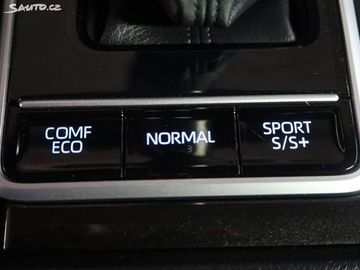 SAUTO.CZ
COMF
ECO
NORMAL
SPORT
S/S+